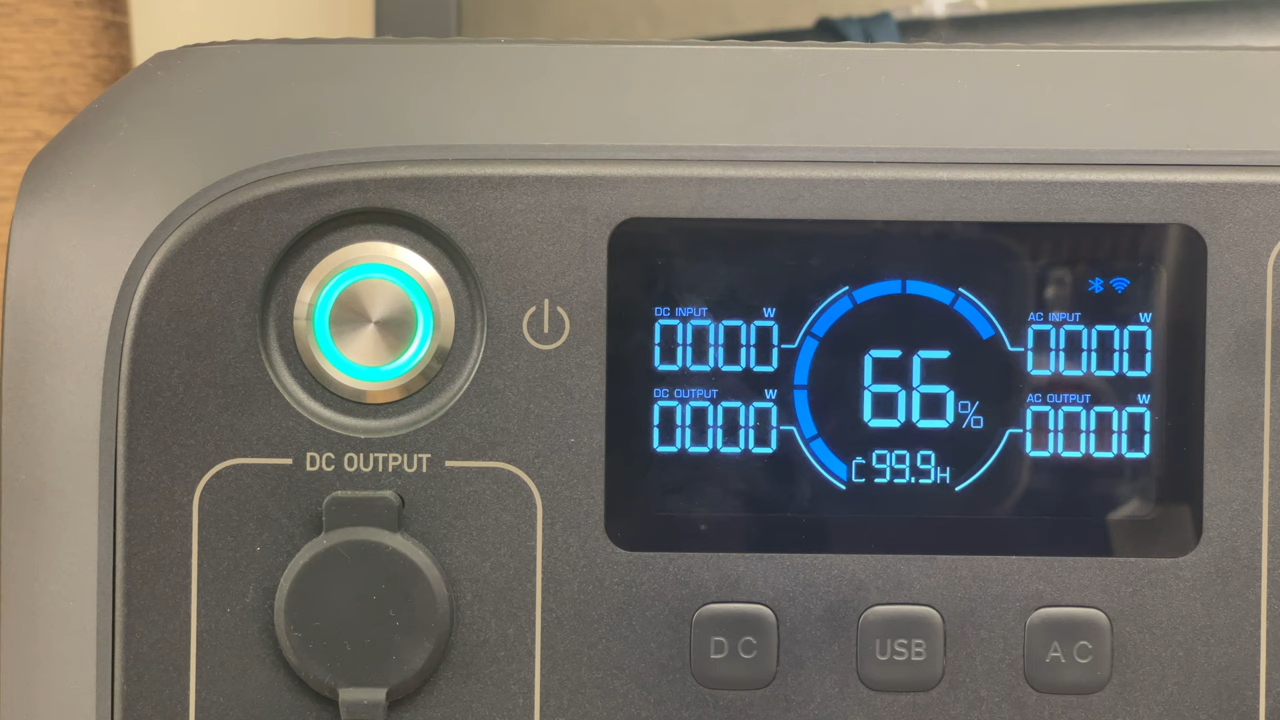 DC INPUT W
0000
DC OUTPUT W
0000
66%
99.9H
AC INPUT W
0000
AC OUTPUT W
0000
DC OUTPUT
DC
USB
AC